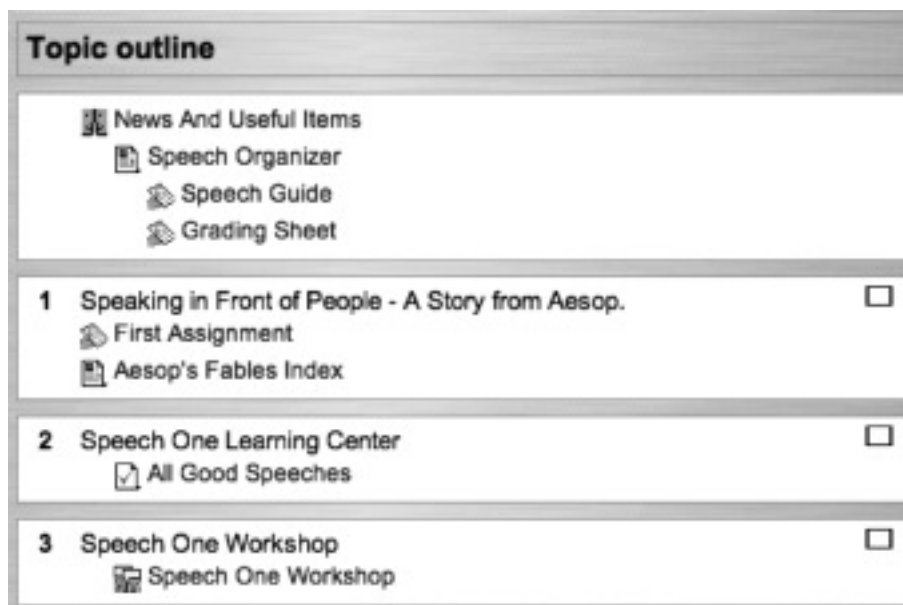 Topic outline
News And Useful Items
Speech Organizer
Speech Guide
Grading Sheet
1 Speaking in Front of People - A Story from Aesop.
First Assignment
Aesop's Fables Index
2 Speech One Learning Center
All Good Speeches
3 Speech One Workshop
Speech One Workshop